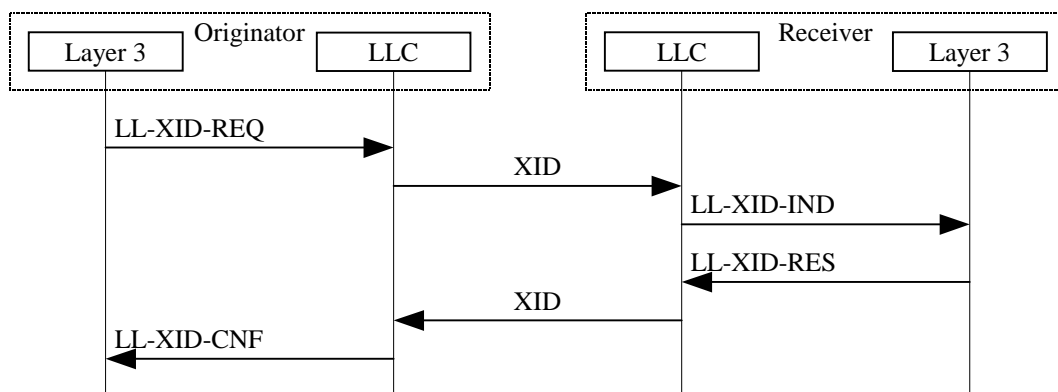 Originator
Receiver
Layer 3
LLC
LLC
Layer 3
LL-XID-REQ
XID
LL-XID-IND
LL-XID-RES
XID
LL-XID-CNF